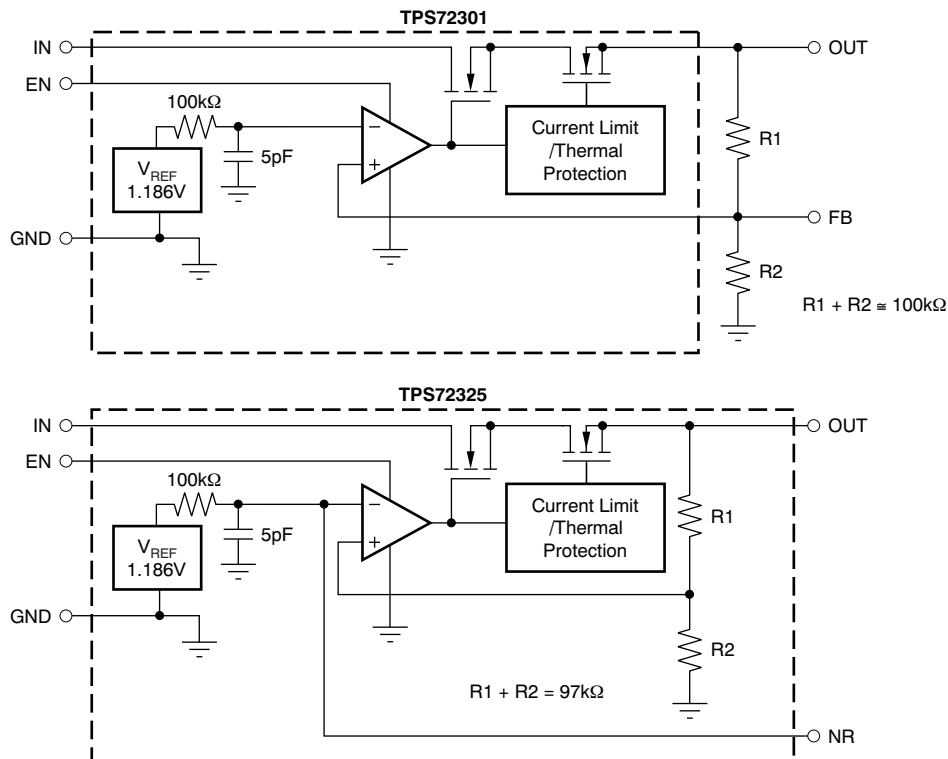 TPS72301
IN
OUT
EN
100kΩ
5pF
−
+
Current Limit
/Thermal
Protection
R1
VREF
1.186V
FB
GND
R2
R1 + R2 ≅ 100kΩ
TPS72325
IN
OUT
EN
100kΩ
5pF
−
+
Current Limit
/Thermal
Protection
R1
VREF
1.186V
GND
R2
R1 + R2 = 97kΩ
NR